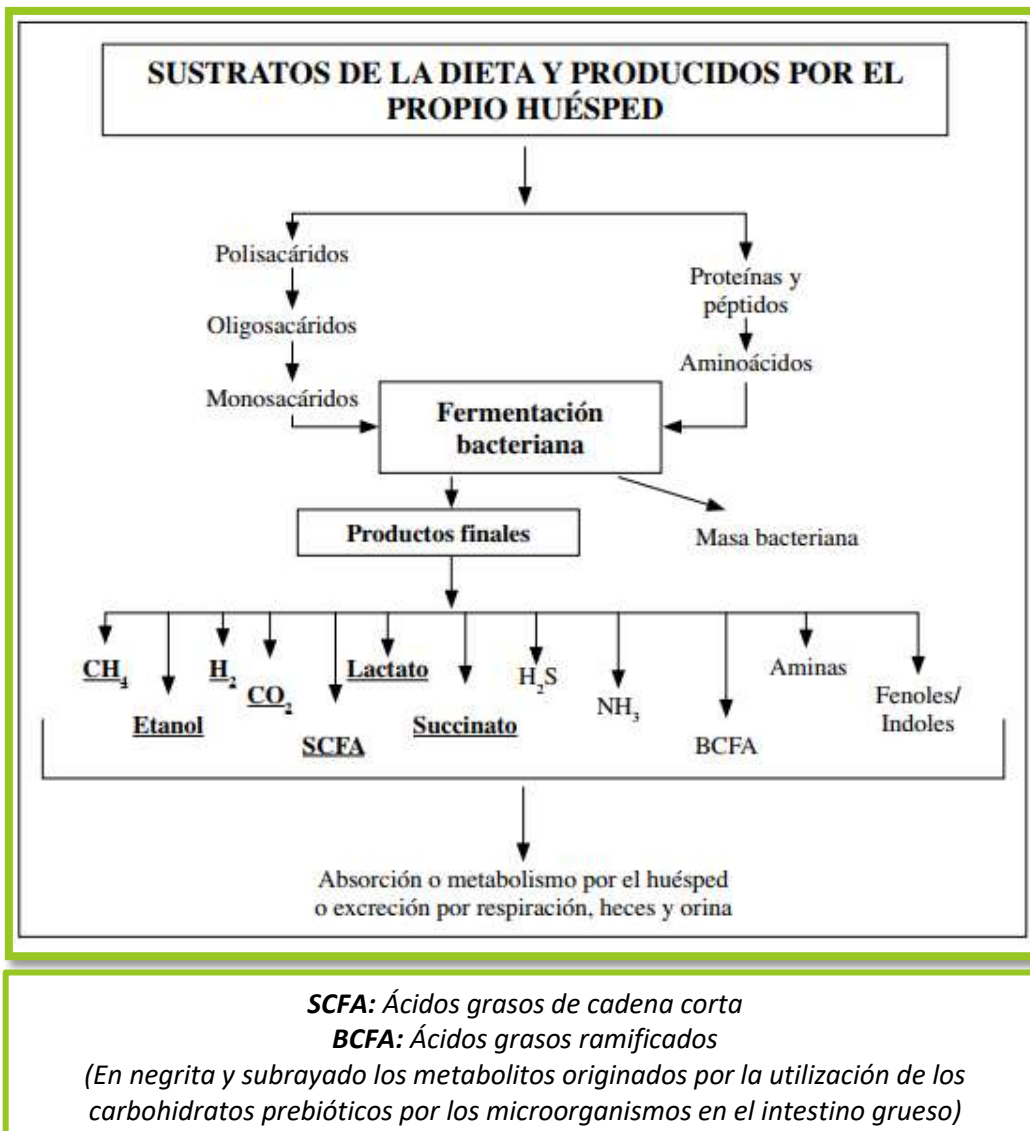 SUSTRATOS DE LA DIETA Y PRODUCIDOS POR EL
PROPIO HUÉSPED
Polisacáridos
Oligosacáridos
Monosacáridos
Proteínas y
péptidos
Aminoácidos
Fermentación
bacteriana
Productos finales
Masa bacteriana
CH₄
Etanol
H₂
CO₂
SCFA
Lactato
Succinato
H₂S
NH₃
BCFA
Aminas
Fenoles/
Indoles
Absorción o metabolismo por el huésped
o excreción por respiración, heces y orina
SCFA: Ácidos grasos de cadena corta
BCFA: Ácidos grasos ramificados
(En negrita y subrayado los metabolitos originados por la utilización de los
carbohidratos prebióticos por los microorganismos en el intestino grueso)